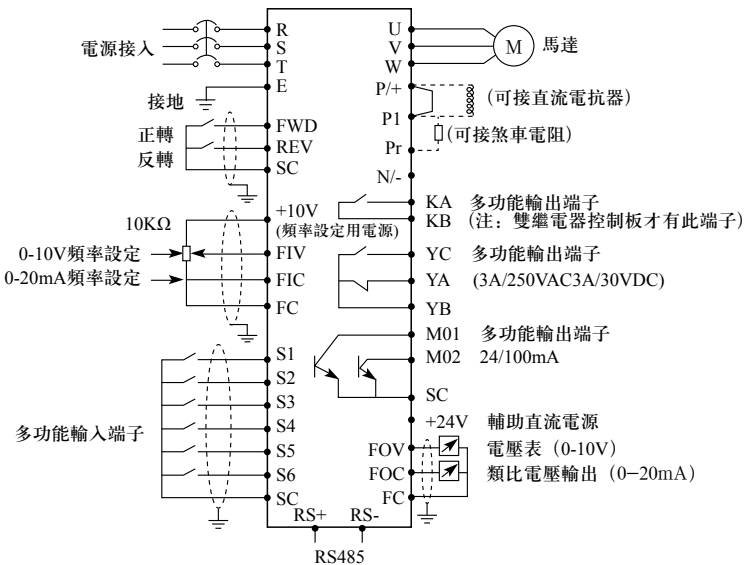 電源接入
R
S
T
E
接地
正轉
反轉
FWD
REV
SC
10KΩ
+10V
(頻率設定用電源)
0-10V頻率設定
FIV
0-20mA頻率設定
FIC
FC
多功能輸入端子
S1
S2
S3
S4
S5
S6
SC
RS+ RS-
RS485
U
V
W
M 馬達
P/+
(可接直流電抗器)
P1
(可接煞車電阻)
Pr
N/-
KA 多功能輸出端子
KB (注: 雙繼電器控制板才有此端子)
YC 多功能輸出端子
YA (3A/250VAC3A/30VDC)
YB
M01 多功能輸出端子
M02 24/100mA
SC
+24V 輔助直流電源
FOV 電壓表 (0-10V)
FOC 類比電壓輸出 (0−20mA)
FC